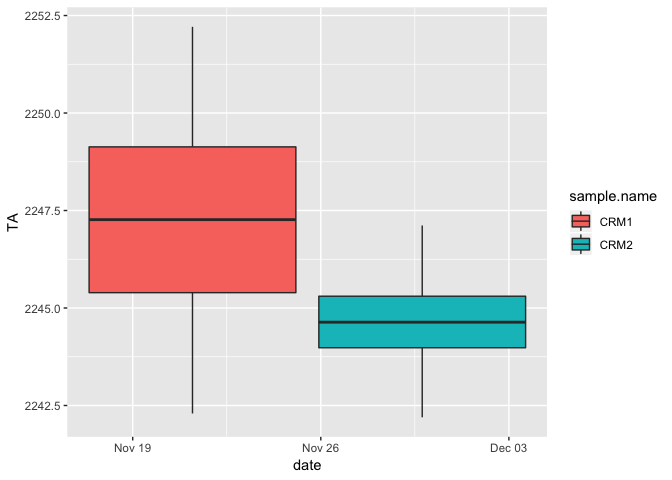 2252.5
2250.0
2247.5
2245.0
2242.5
TA
Nov 19
Nov 26
Dec 03
date
sample.name
CRM1
CRM2